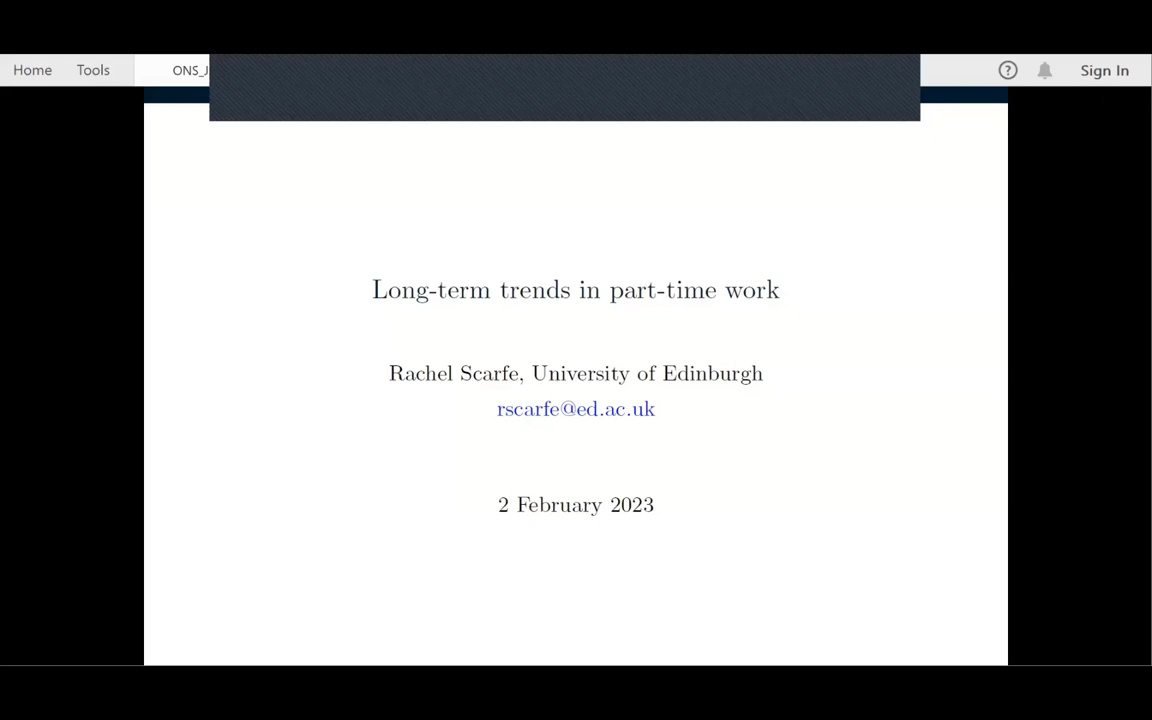 Home Tools ONS_J Sign In
Long-term trends in part-time work
Rachel Scarfe, University of Edinburgh
rscarfe@ed.ac.uk
2 February 2023